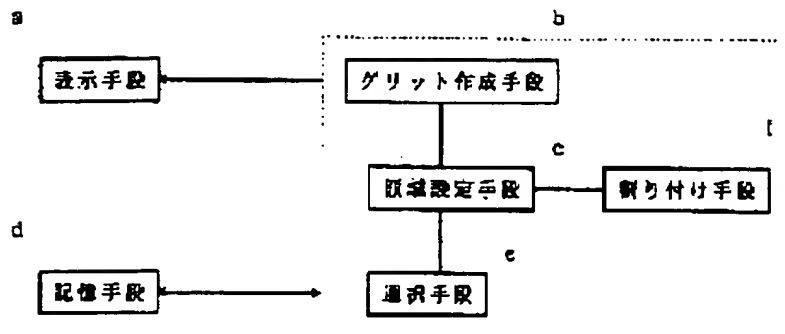 a
b
表示手段
グリット作成手段
f
c
領域設定手段
割り付け手段
d
e
記憶手段
選択手段